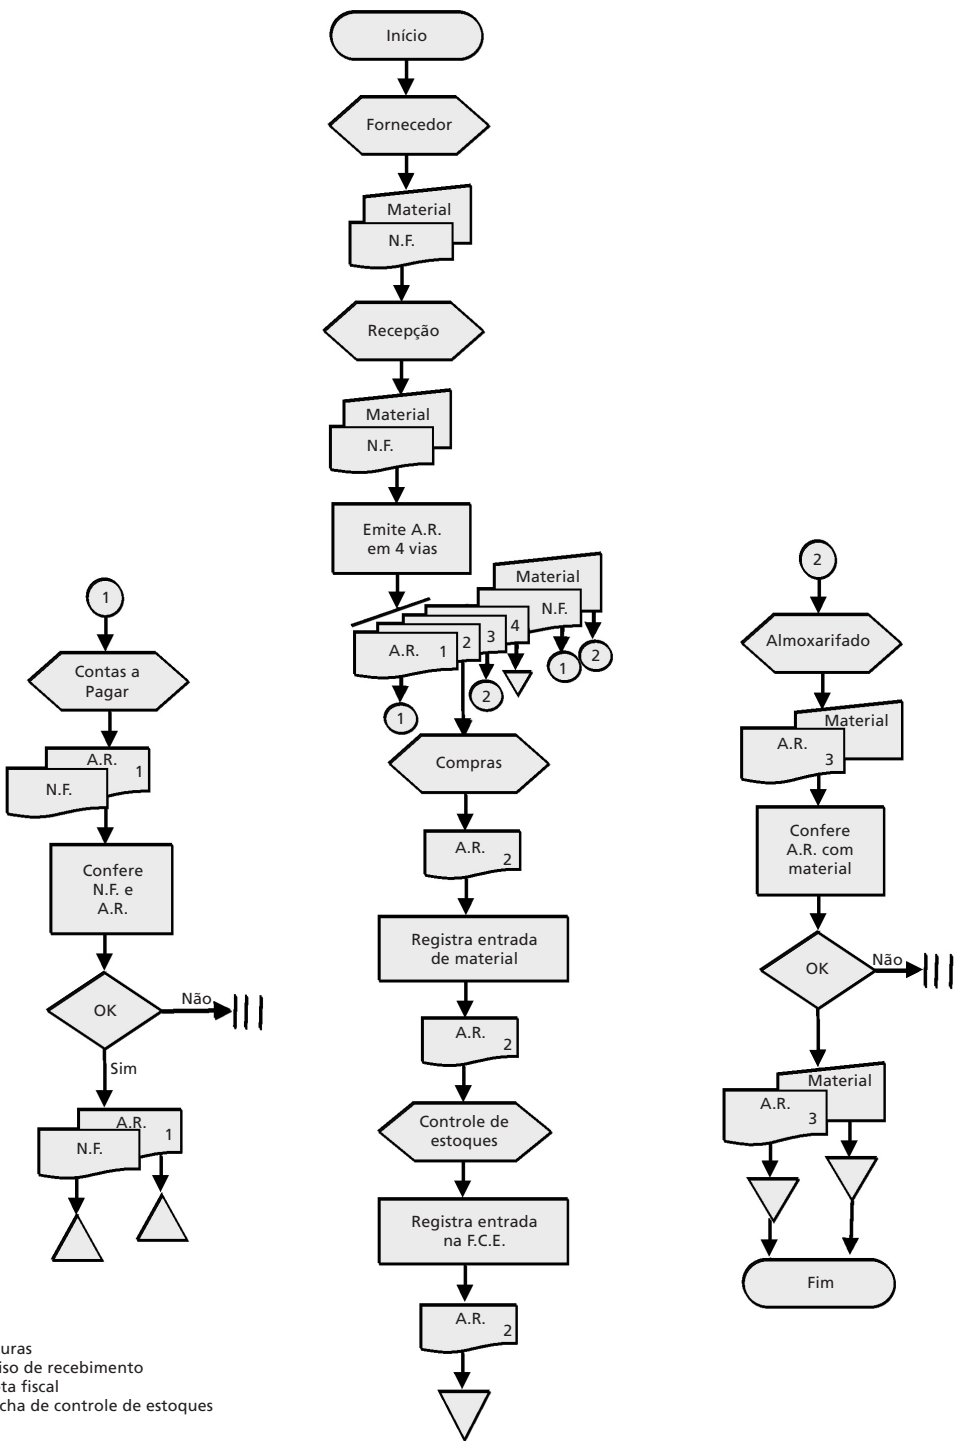 Início
Fornecedor
Material
N.F.
Recepção
Material
N.F.
Emite A.R.
em 4 vias
Material
N.F.
4
3
2
A.R. 1
1
2
2
1
Compras
A.R.
2
Registra entrada
de material
A.R.
2
Controle de
estoques
Registra entrada
na F.C.E.
A.R.
2
1
Contas a
Pagar
A.R.
1
N.F.
Confere
N.F. e
A.R.
OK
Não
Sim
A.R.
1
N.F.
2
Almoxarifado
Material
A.R.
3
Confere
A.R. com
material
OK
Não
Material
A.R.
3
Fim
uras
iso de recebimento
ta fiscal
cha de controle de estoques